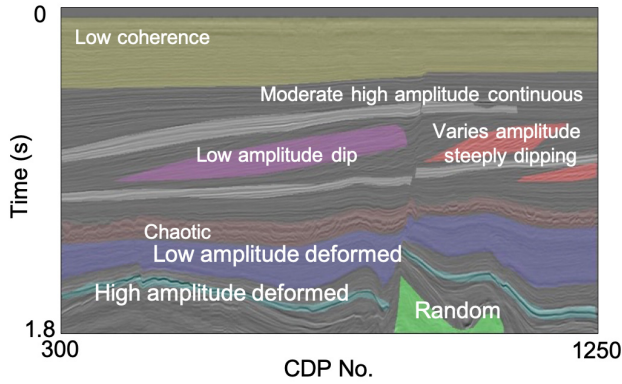 0
Low coherence
Moderate high amplitude continuous
Varies amplitude
steeply dipping
Low amplitude dip
Time (s)
Chaotic
Low amplitude deformed
High amplitude deformed
Random
1.8
300
1250
CDP No.